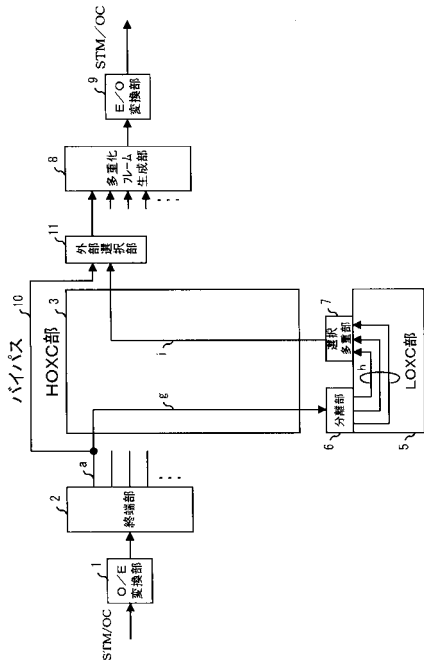 STM/OC
1
O/E
変換部
2
終端部
a
バイパス
10
HOXC部
3
g
i
分離部
6
h
選択
多重部
7
LOXC部
5
11
外部
選択部
8
多重化
フレーム
生成部
9
E/O
変換部
STM/OC